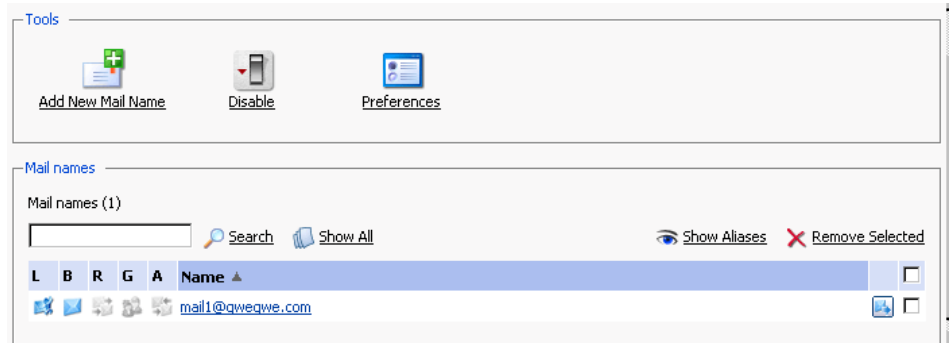 Tools
Add New Mail Name Disable Preferences
Mail names
Mail names (1)
Search Show All Show Aliases Remove Selected
L B R G A Name
mail1@qweqwe.com